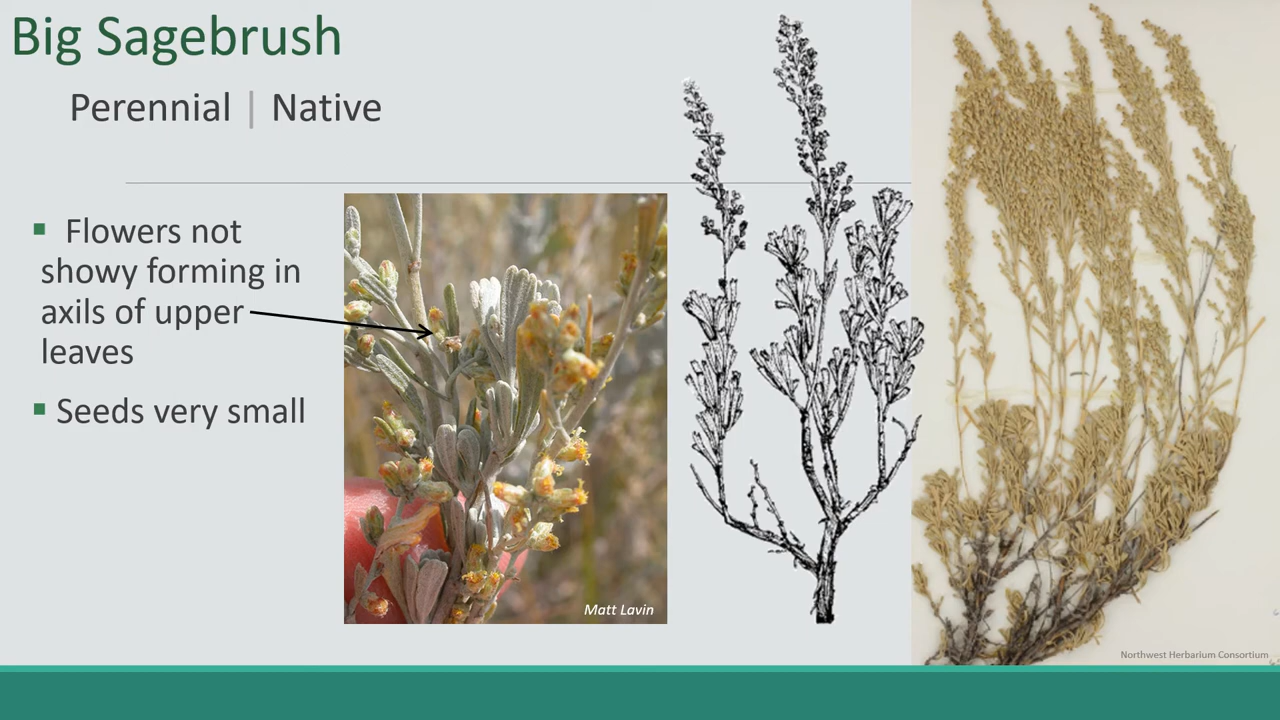 Big Sagebrush
Perennial | Native
▪ Flowers not
showy forming in
axils of upper
leaves
▪ Seeds very small
Matt Lavin
Northwest Herbarium Consortium